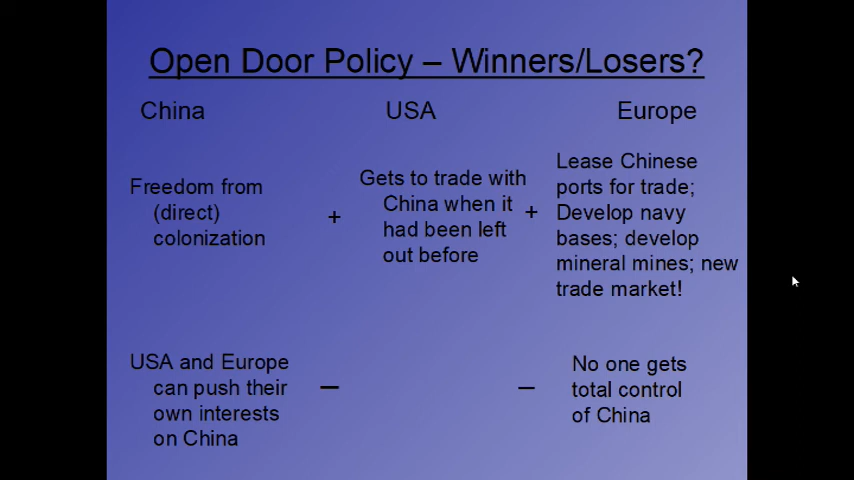 Open Door Policy – Winners/Losers?
China
USA
Europe
Freedom from
(direct)
colonization
+
Gets to trade with
China when it
had been left
out before
+
Lease Chinese
ports for trade;
Develop navy
bases; develop
mineral mines; new
trade market!
USA and Europe
can push their
own interests
on China
–
–
No one gets
total control
of China